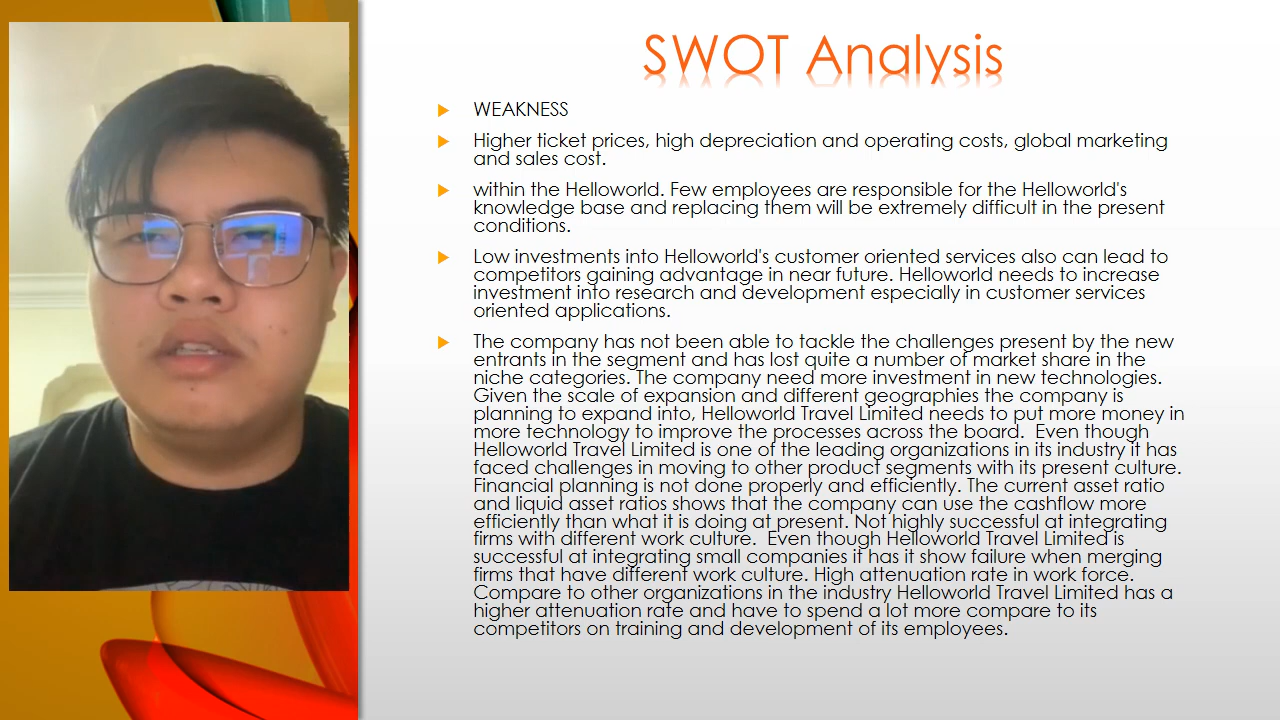 SWOT Analysis
WEAKNESS
Higher ticket prices, high depreciation and operating costs, global marketing
and sales cost.
within the Helloworld. Few employees are responsible for the Helloworld's
knowledge base and replacing them will be extremely difficult in the present
conditions.
Low investments into Helloworld's customer oriented services also can lead to
competitors gaining advantage in near future. Helloworld needs to increase
investment into research and development especially in customer services
oriented applications.
The company has not been able to tackle the challenges present by the new
entrants in the segment and has lost quite a number of market share in the
niche categories. The company need more investment in new technologies.
Given the scale of expansion and different geographies the company is
planning to expand into, Helloworld Travel Limited needs to put more money in
more technology to improve the processes across the board.  Even though
Helloworld Travel Limited is one of the leading organizations in its industry it has
faced challenges in moving to other product segments with its present culture.
Financial planning is not done properly and efficiently. The current asset ratio
and liquid asset ratios shows that the company can use the cashflow more
efficiently than what it is doing at present. Not highly successful at integrating
firms with different work culture.  Even though Helloworld Travel Limited is
successful at integrating small companies it has it show failure when merging
firms that have different work culture. High attenuation rate in work force.
Compare to other organizations in the industry Helloworld Travel Limited has a
higher attenuation rate and have to spend a lot more compare to its
competitors on training and development of its employees.